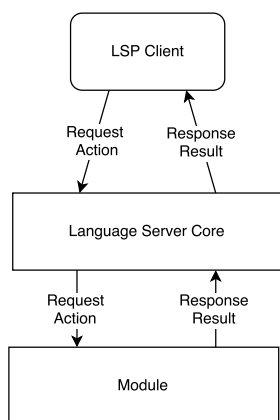 LSP Client
Request
Action
Response
Result
Language Server Core
Request
Action
Response
Result
Module